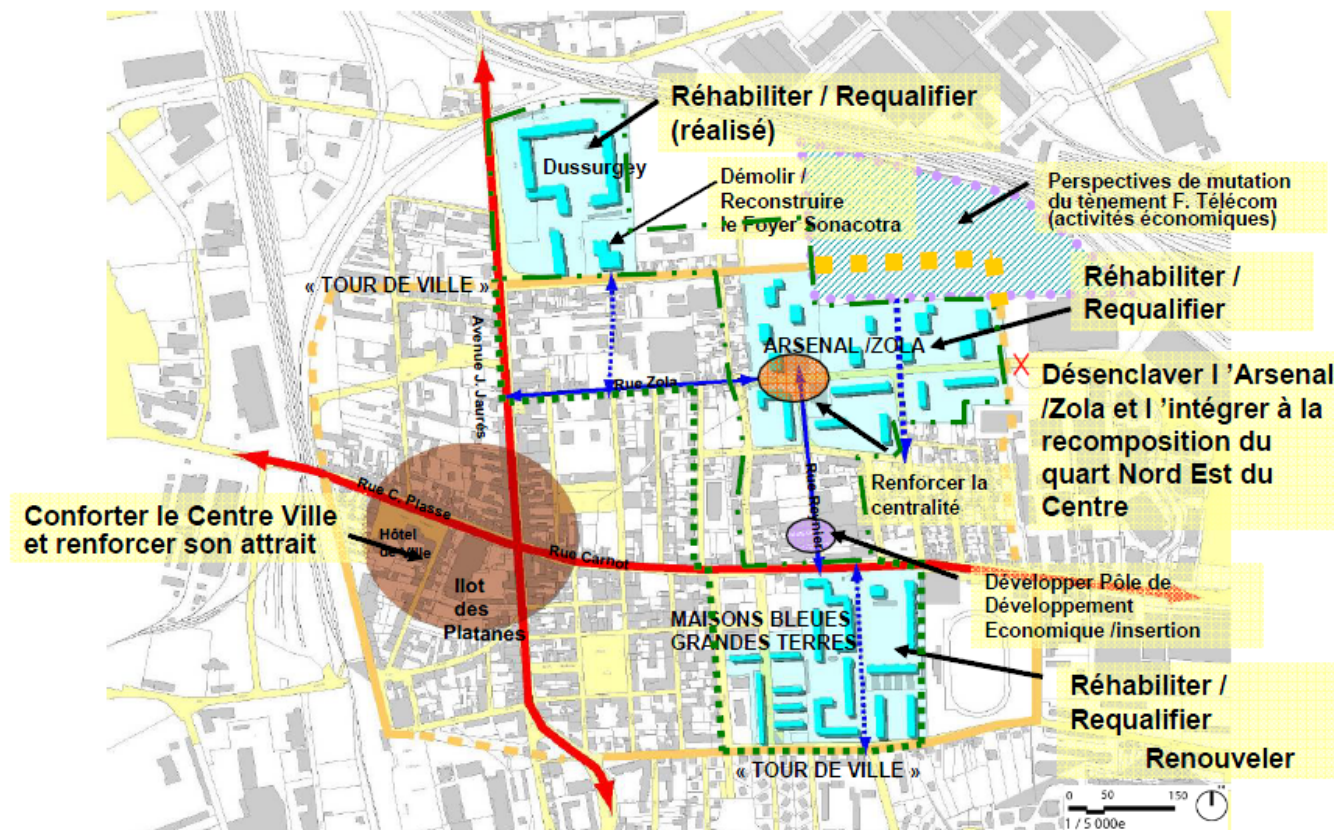 Réhabiliter / Requalifier
(réalisé)
Dussurgey
Démolir /
Reconstruire
le Foyer Sonacotra
Perspectives de mutation
du tènement F. Télécom
(activités économiques)
« TOUR DE VILLE »
Réhabiliter /
Requalifier
Avenue J. Jaurès
ARSENAL /ZOLA
Rue Zola
Désenclaver l ’Arsenal
/Zola et l ’intégrer à la
recomposition du
quart Nord Est du
Centre
Rue Reynier
Renforcer la
centralité
Rue C. Plasse
Conforter le Centre Ville
et renforcer son attrait
Hôtel
de Ville
Rue Carnot
Ilot
des
Platanes
Développer Pôle de
Développement
Economique /insertion
MAISONS BLEUES
GRANDES TERRES
Réhabiliter /
Requalifier
Renouveler
« TOUR DE VILLE »
0 50 150
1 / 5 000e